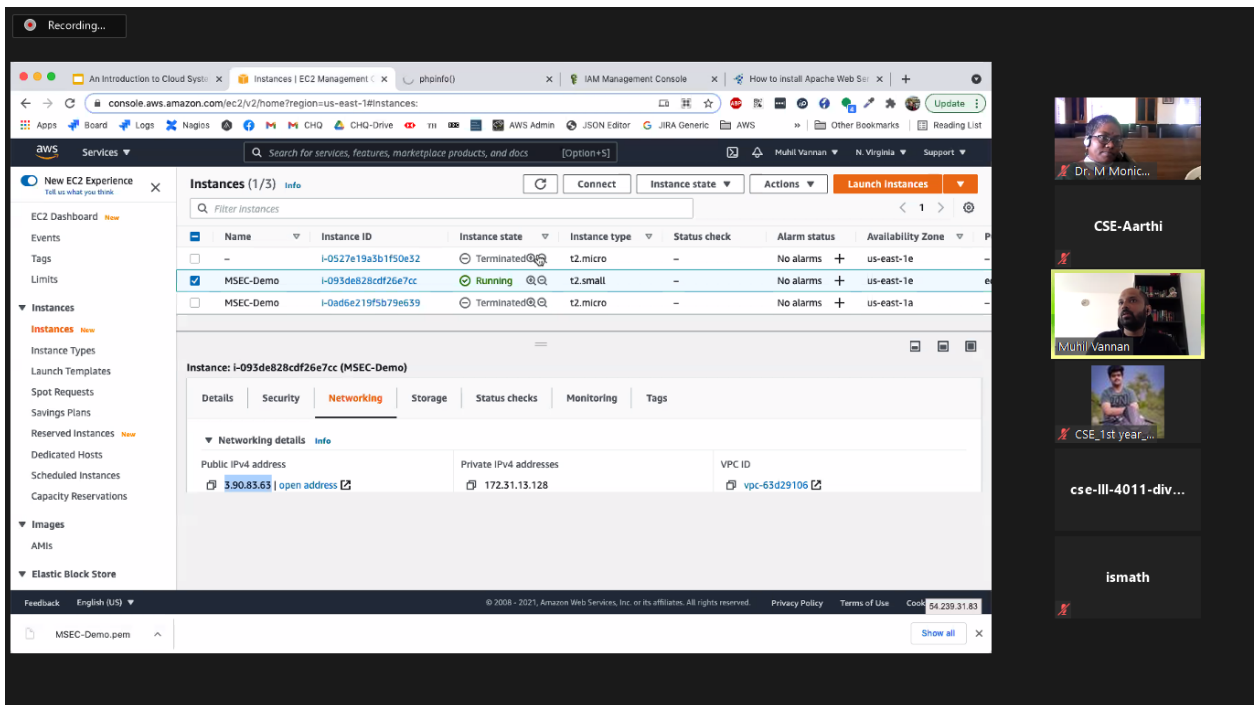 Recording...
An Introduction to Cloud Syste
Instances | EC2 Management C
phpinfo()
IAM Management Console
How to install Apache Web Ser
console.aws.amazon.com/ec2/v2/home?region=us-east-1#Instances:
ABP
Update
Apps
Board
Logs
Nagios
CHQ
CHQ-Drive
AWS Admin
JSON Editor
JIRA Generic
AWS
»
Other Bookmarks
Reading List
aws
Services ▼
Search for services, features, marketplace products, and docs [Option+S]
Muhil Vannan ▼
N. Virginia ▼
Support ▼
New EC2 Experience
Tell us what you think
EC2 Dashboard New
Events
Tags
Limits
Instances
Instances New
Instance Types
Launch Templates
Spot Requests
Savings Plans
Reserved Instances New
Dedicated Hosts
Scheduled Instances
Capacity Reservations
Images
AMIs
Elastic Block Store
Instances (1/3) Info
Connect
Instance state ▼
Actions ▼
Launch instances
Filter instances
1
Name Instance ID Instance state Instance type Status check Alarm status Availability Zone P
– i-0527e19a3b1f50e32 Terminated t2.micro – No alarms + us-east-1e –
MSEC-Demo i-093de828cdf26e7cc Running t2.small – No alarms + us-east-1e e
MSEC-Demo i-0ad6e219f5b79e639 Terminated t2.micro – No alarms + us-east-1a –
Instance: i-093de828cdf26e7cc (MSEC-Demo)
Details Security Networking Storage Status checks Monitoring Tags
Networking details Info
Public IPv4 address Private IPv4 addresses VPC ID
3.90.83.63 | open address 172.31.13.128 vpc-63d29106
Feedback English (US) ▼ © 2008 - 2021, Amazon Web Services, Inc. or its affiliates. All rights reserved. Privacy Policy Terms of Use Cook
54.239.31.83
MSEC-Demo.pem
Show all
Dr. M Monic...
CSE-Aarthi
Muhil Vannan
CSE_1st year_...
cse-III-4011-div...
ismath